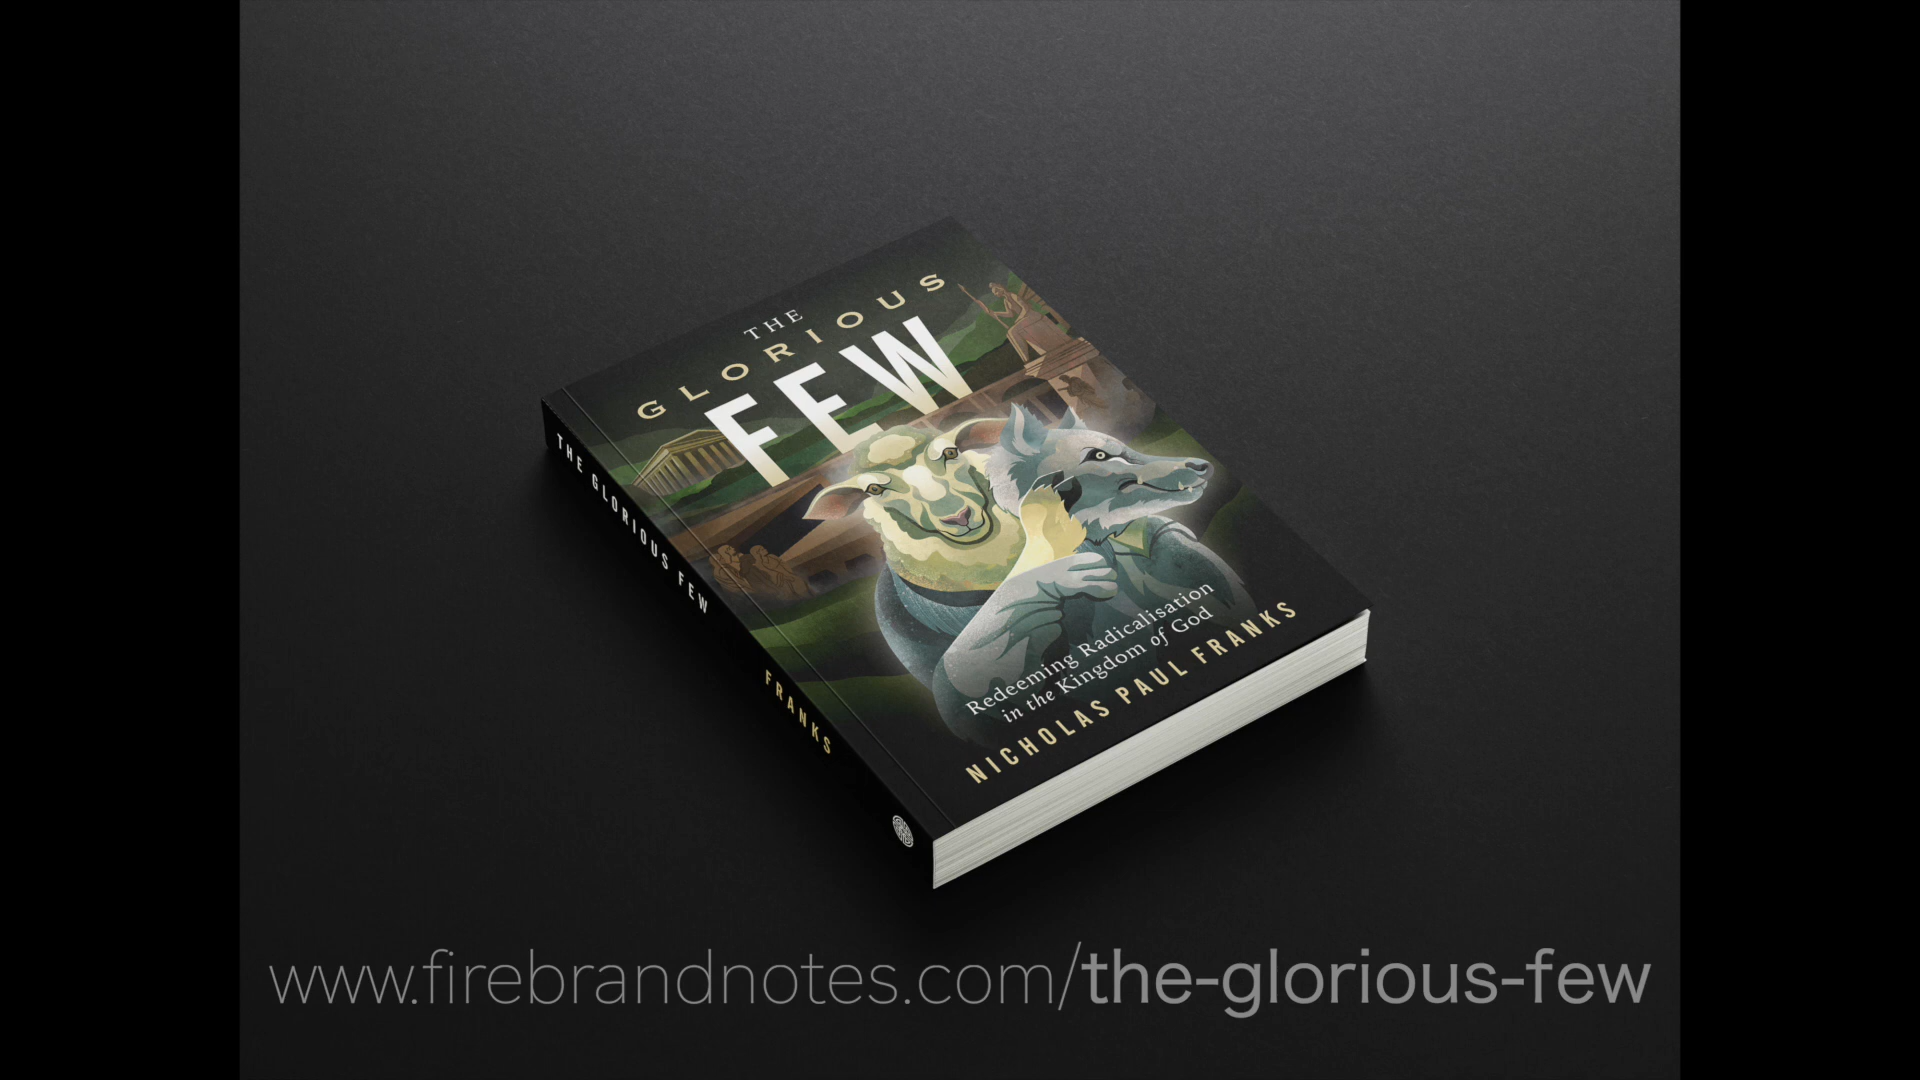 THE
GLORIOUS
FEW
Redeeming Radicalisation
in the Kingdom of God
NICHOLAS PAUL FRANKS
THE GLORIOUS FEW
FRANKS
www.firebrandnotes.com/the-glorious-few